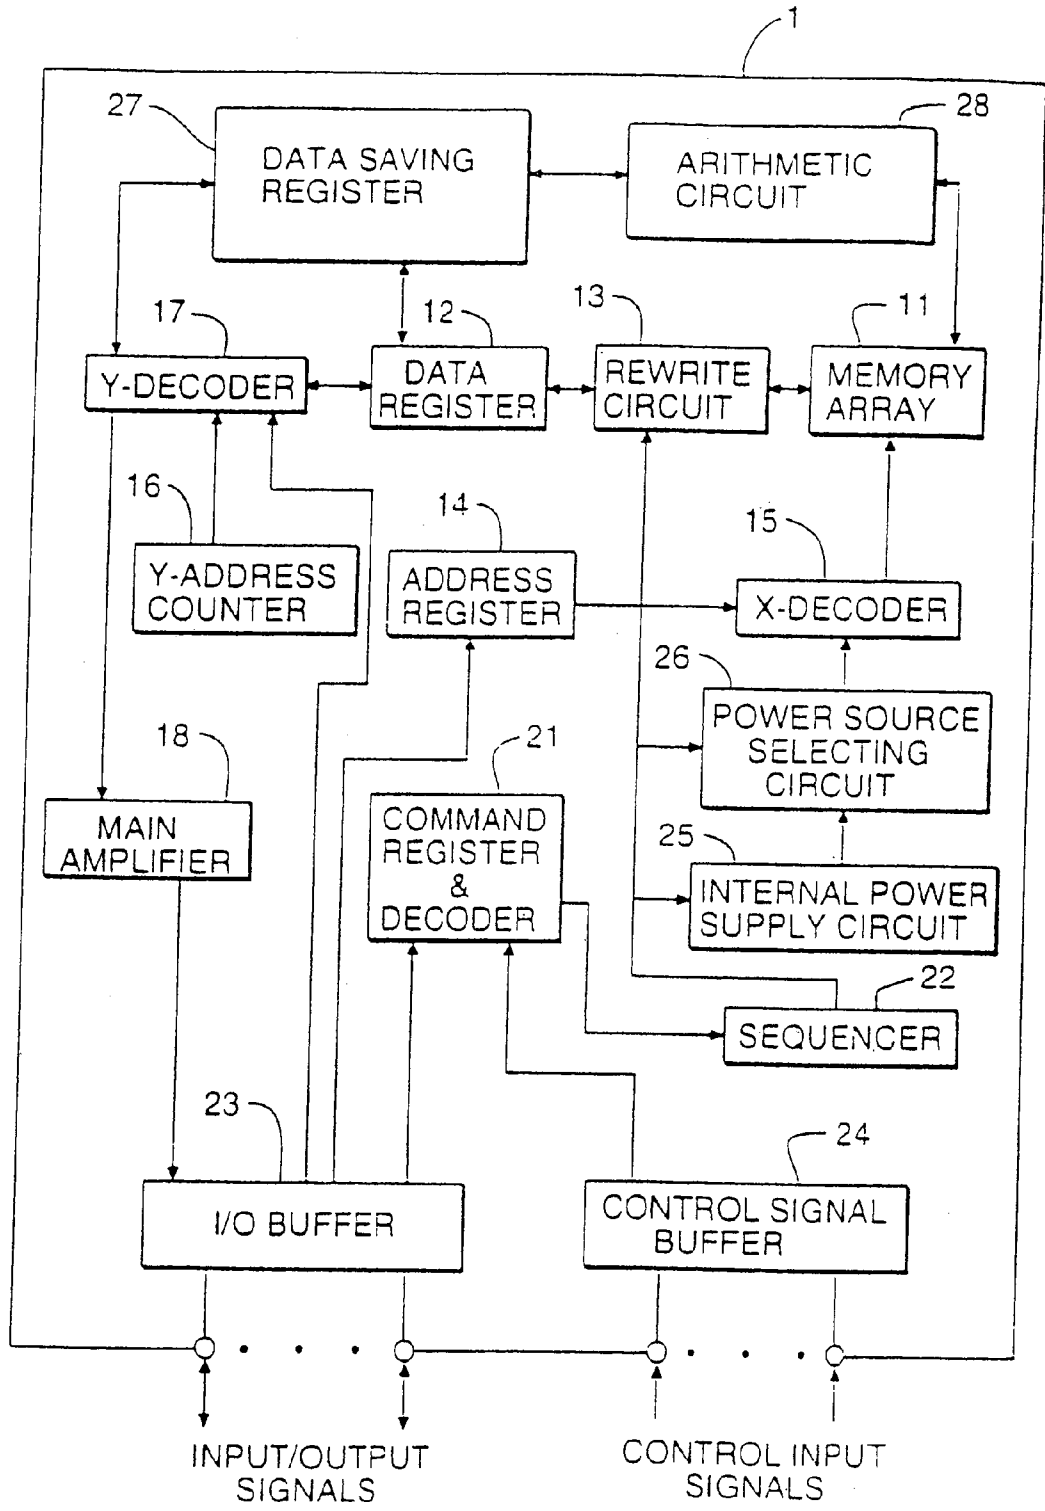 1
27
28
DATA SAVING
REGISTER
ARITHMETIC
CIRCUIT
17
12
13
11
Y-DECODER
DATA
REGISTER
REWRITE
CIRCUIT
MEMORY
ARRAY
16
14
15
Y-ADDRESS
COUNTER
ADDRESS
REGISTER
X-DECODER
26
POWER SOURCE
SELECTING
CIRCUIT
18
21
MAIN
AMPLIFIER
COMMAND
REGISTER
&
DECODER
25
INTERNAL POWER
SUPPLY CIRCUIT
22
SEQUENCER
23
24
I/O BUFFER
CONTROL SIGNAL
BUFFER
INPUT/OUTPUT
SIGNALS
CONTROL INPUT
SIGNALS